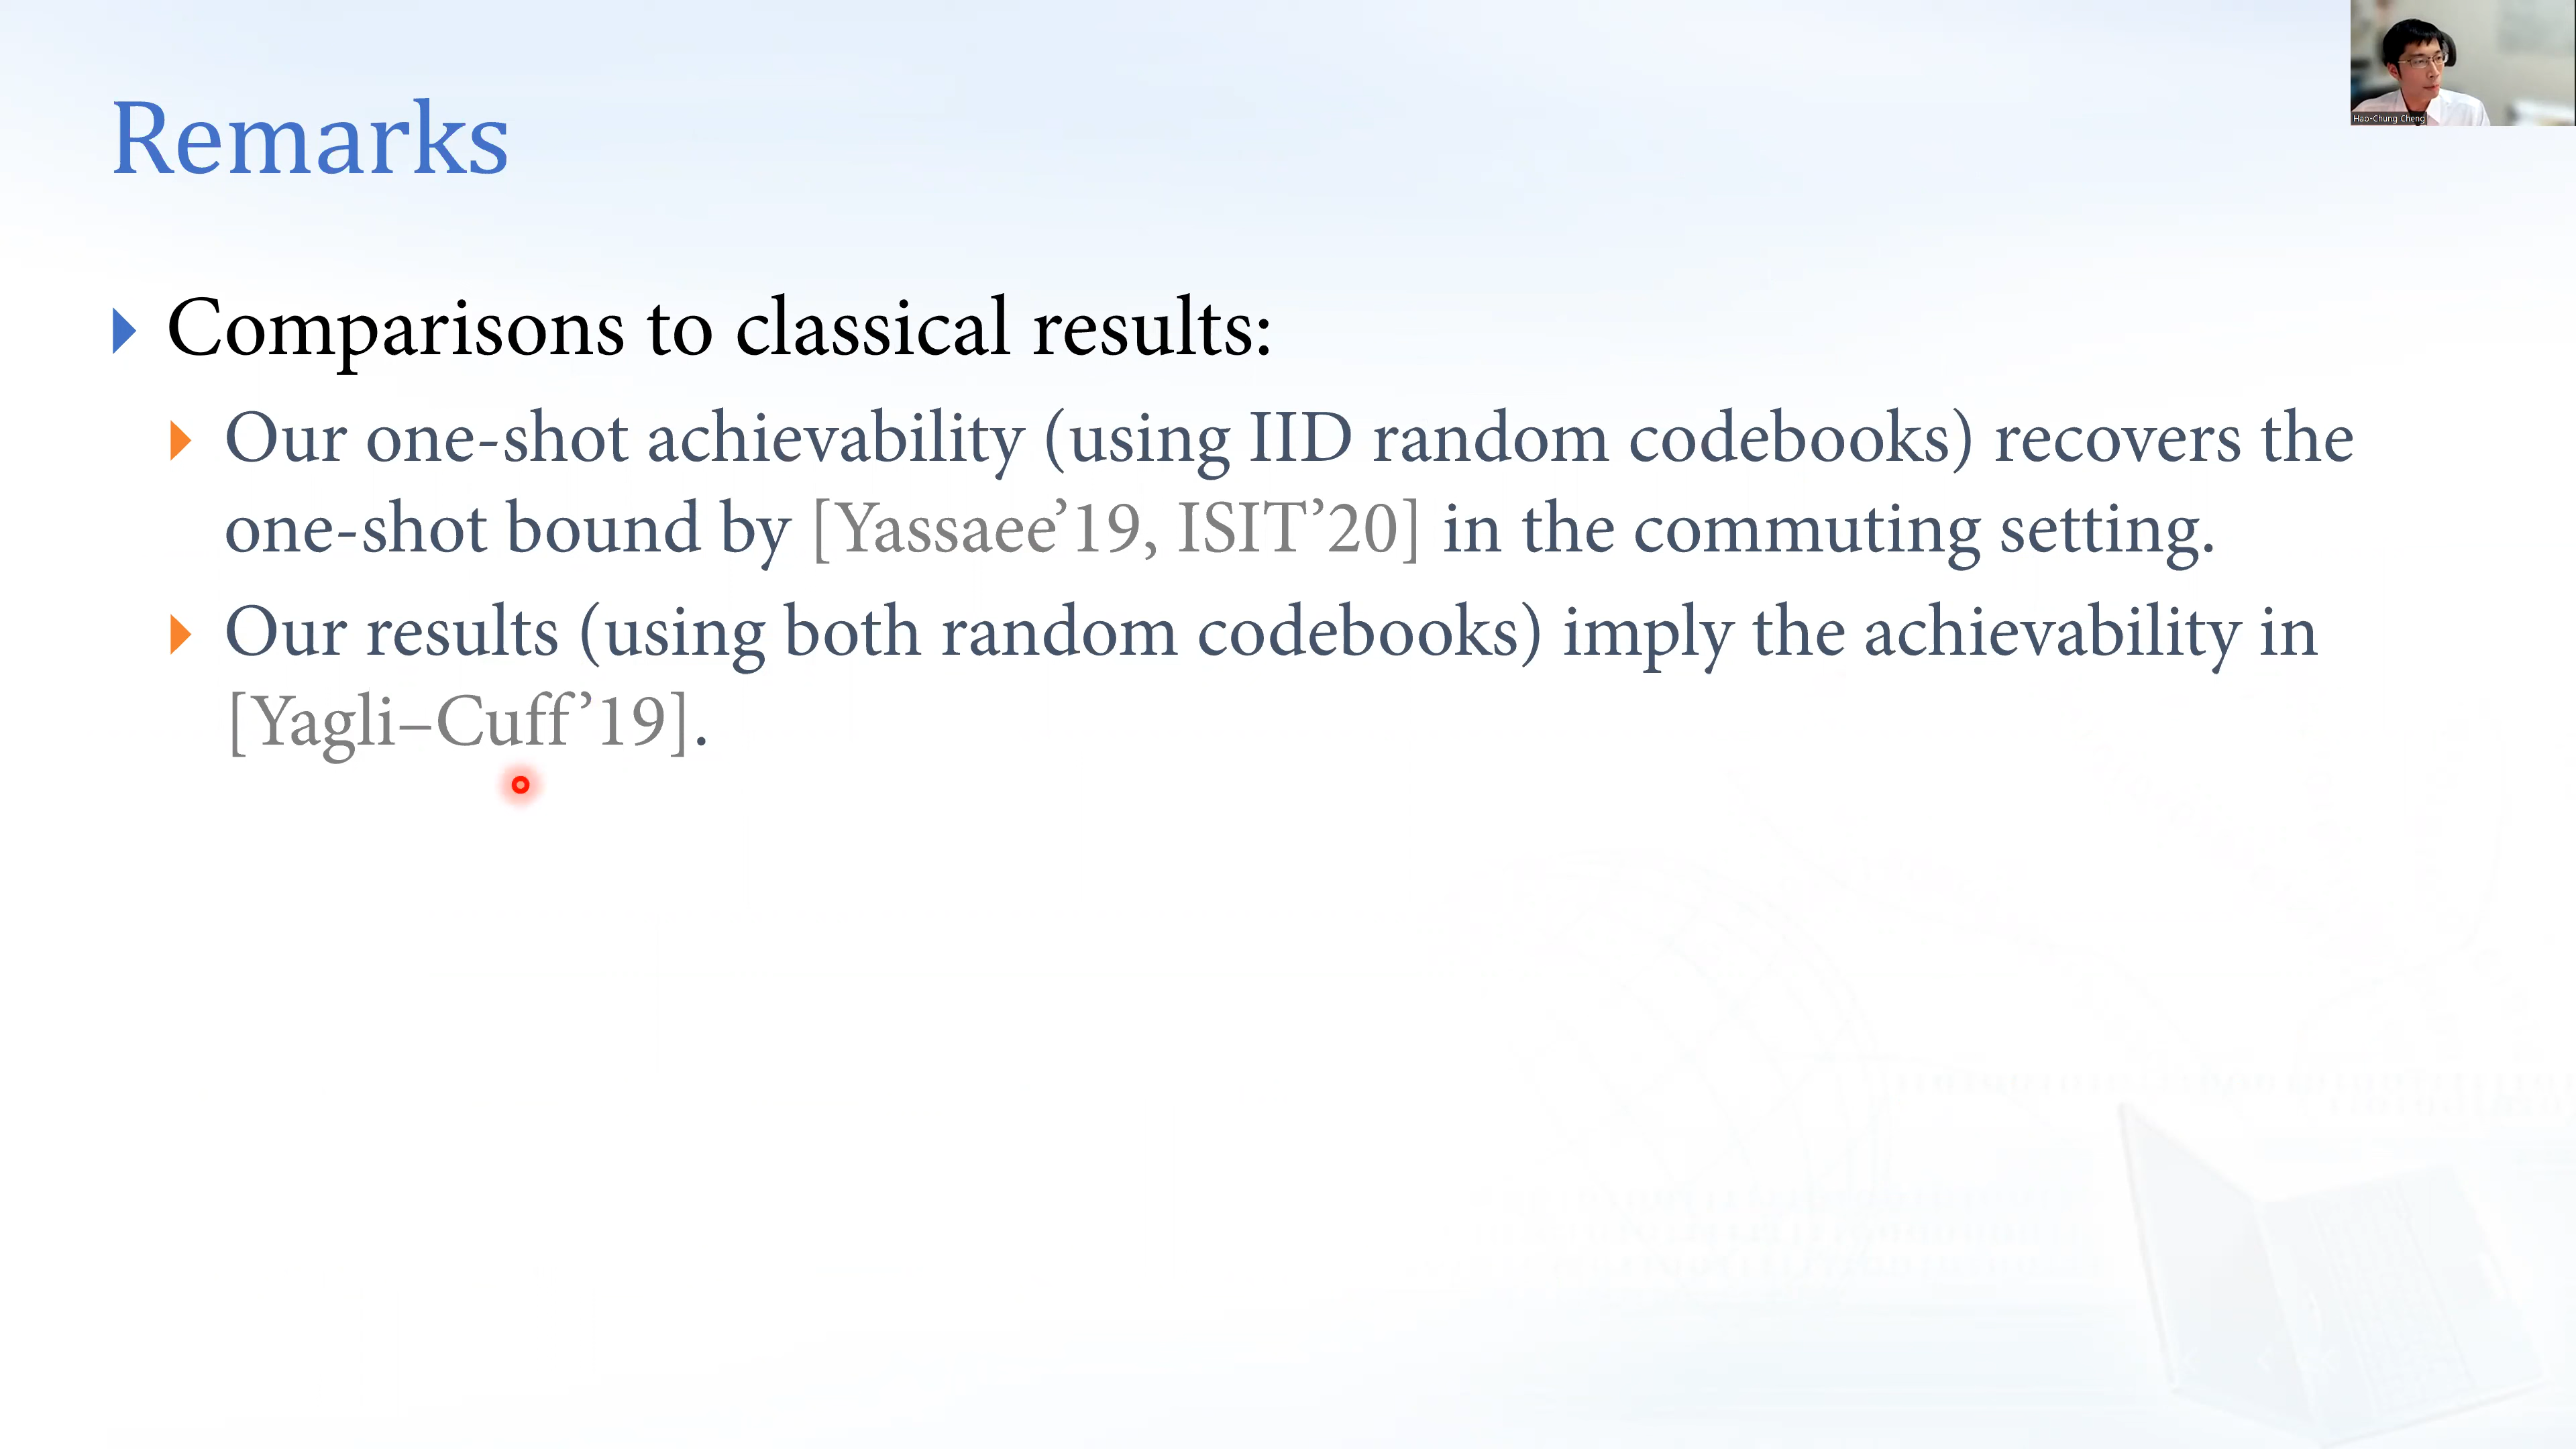 Hao-Chung Cheng
Remarks
Comparisons to classical results:
Our one-shot achievability (using IID random codebooks) recovers the
one-shot bound by [Yassaee’19, ISIT’20] in the commuting setting.
Our results (using both random codebooks) imply the achievability in
[Yagli–Cuff’19].